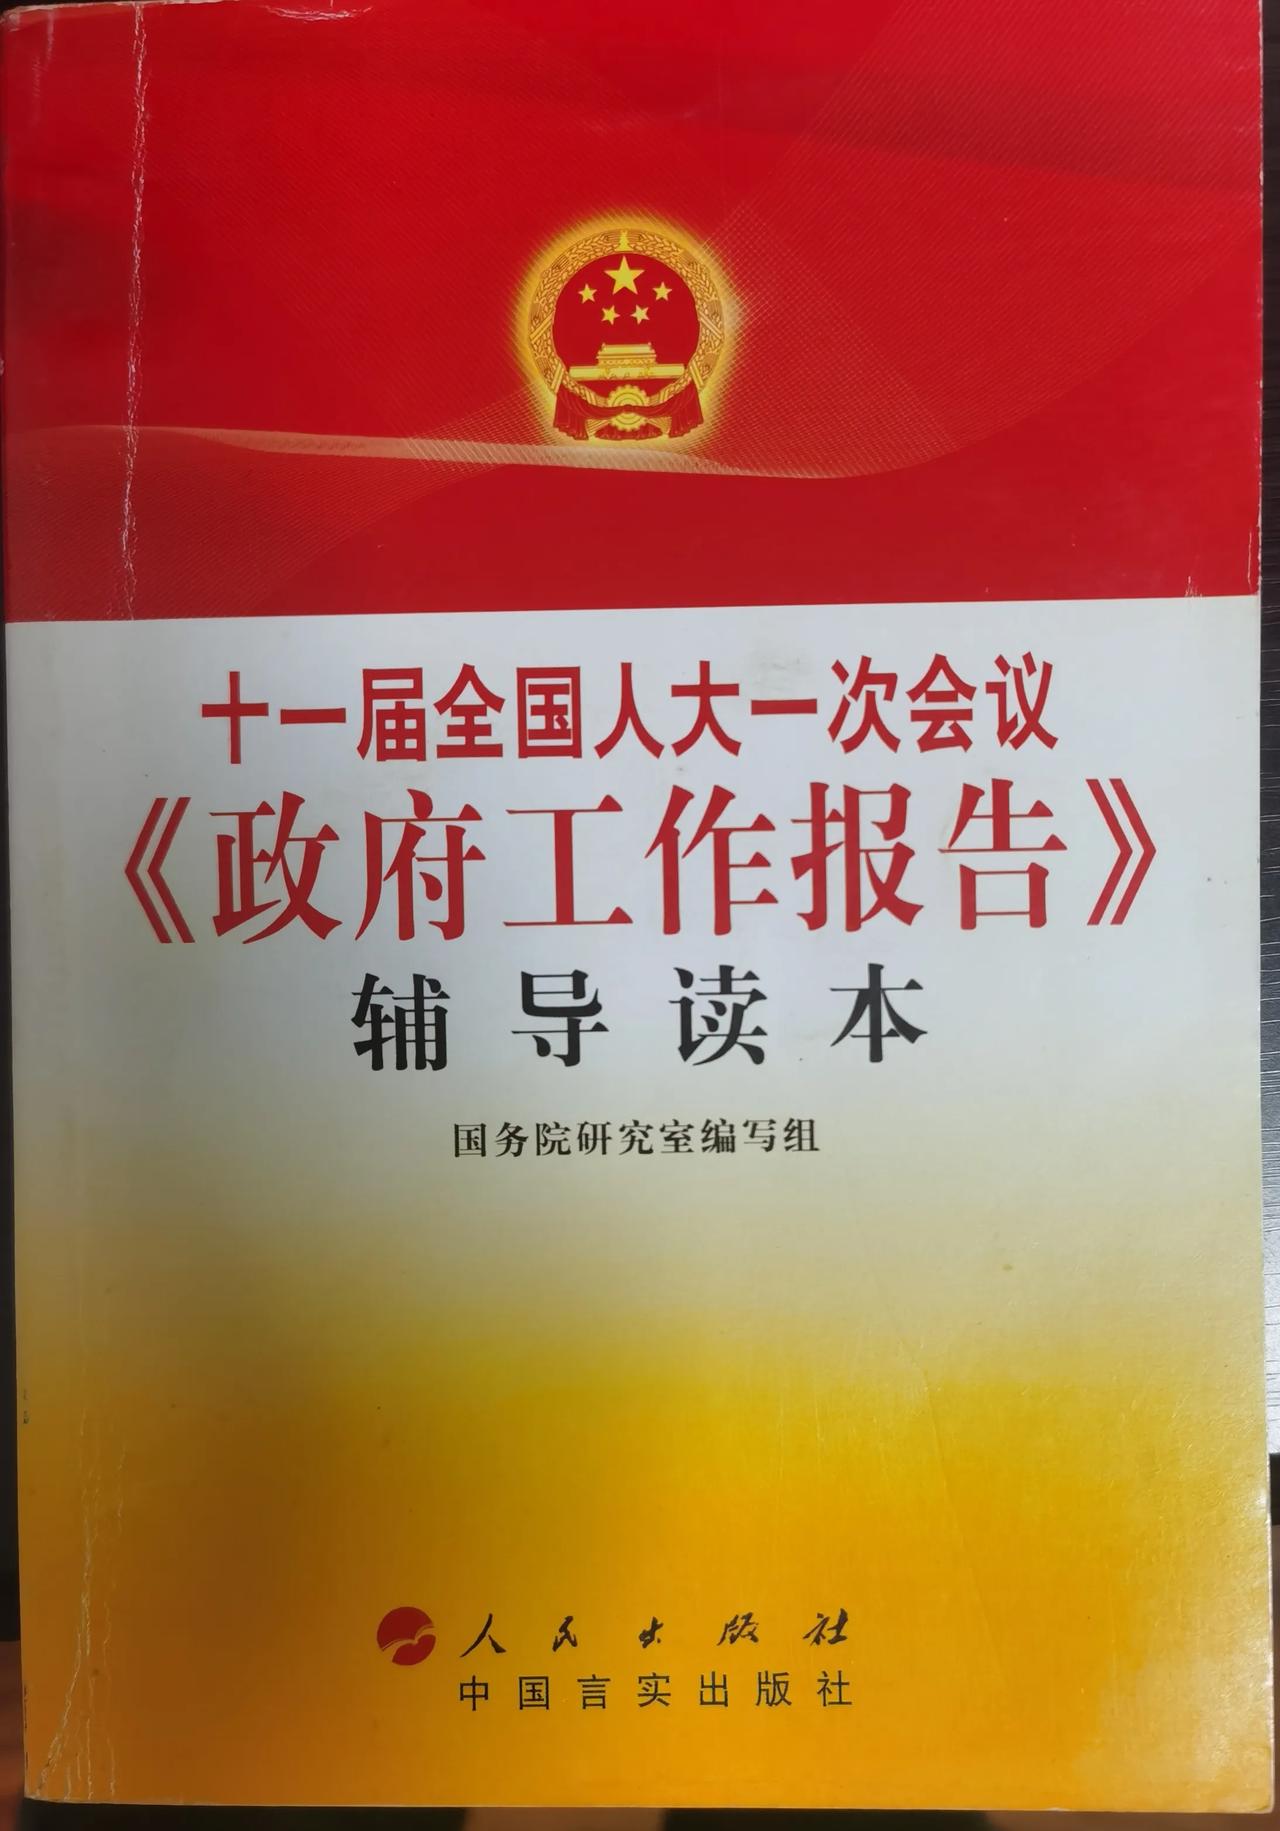 十一届全国人大一次会议
《政府工作报告》
辅导读本
国务院研究室编写组
人民出版社
中国言实出版社